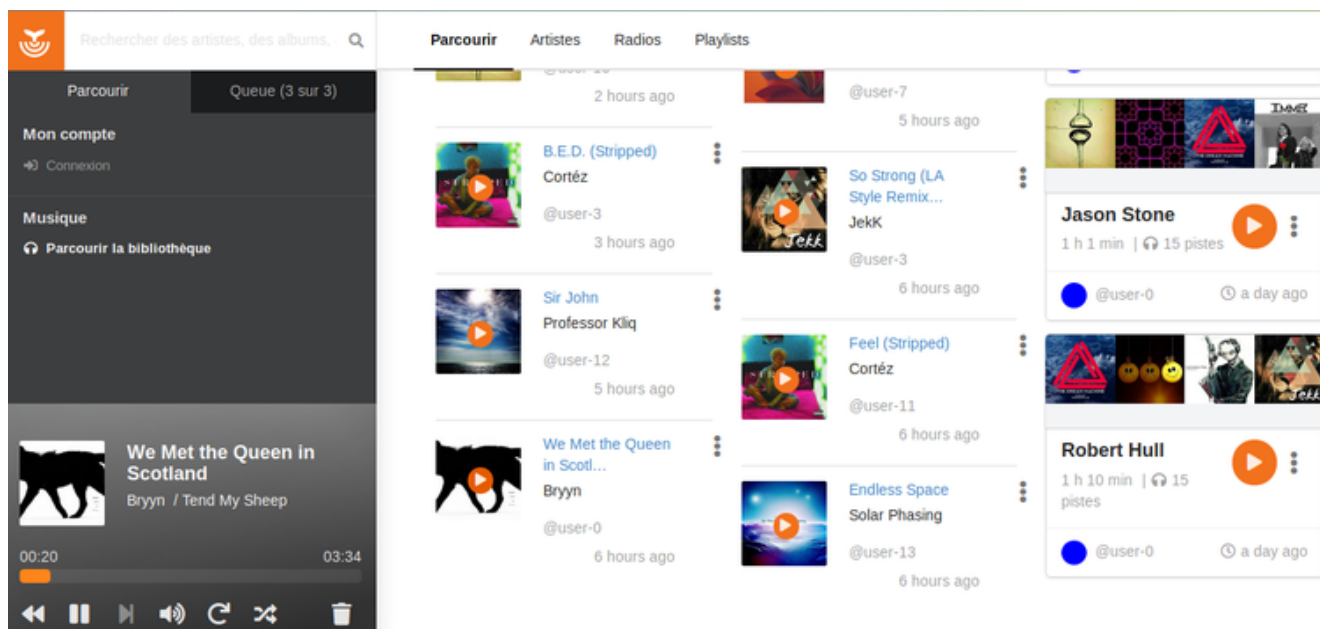 Rechercher des artistes, des albums,
Parcourir Artistes Radios Playlists
Parcourir Queue (3 sur 3)
Mon compte
Connexion
Musique
Parcourir la bibliothèque
We Met the Queen in
Scotland
Bryyn / Tend My Sheep
00:20 03:34
2 hours ago
B.E.D. (Stripped)
Cortéz
@user-3
3 hours ago
Sir John
Professor Kliq
@user-12
5 hours ago
We Met the Queen
in Scotl...
Bryyn
@user-0
6 hours ago
@user-7
5 hours ago
So Strong (LA
Style Remix...
JekK
@user-3
6 hours ago
Jekk
Feel (Stripped)
Cortéz
@user-11
6 hours ago
Endless Space
Solar Phasing
@user-13
6 hours ago
Jason Stone
1 h 1 min | 15 pistes
@user-0 a day ago
Robert Hull
1 h 10 min | 15
pistes
@user-0 a day ago